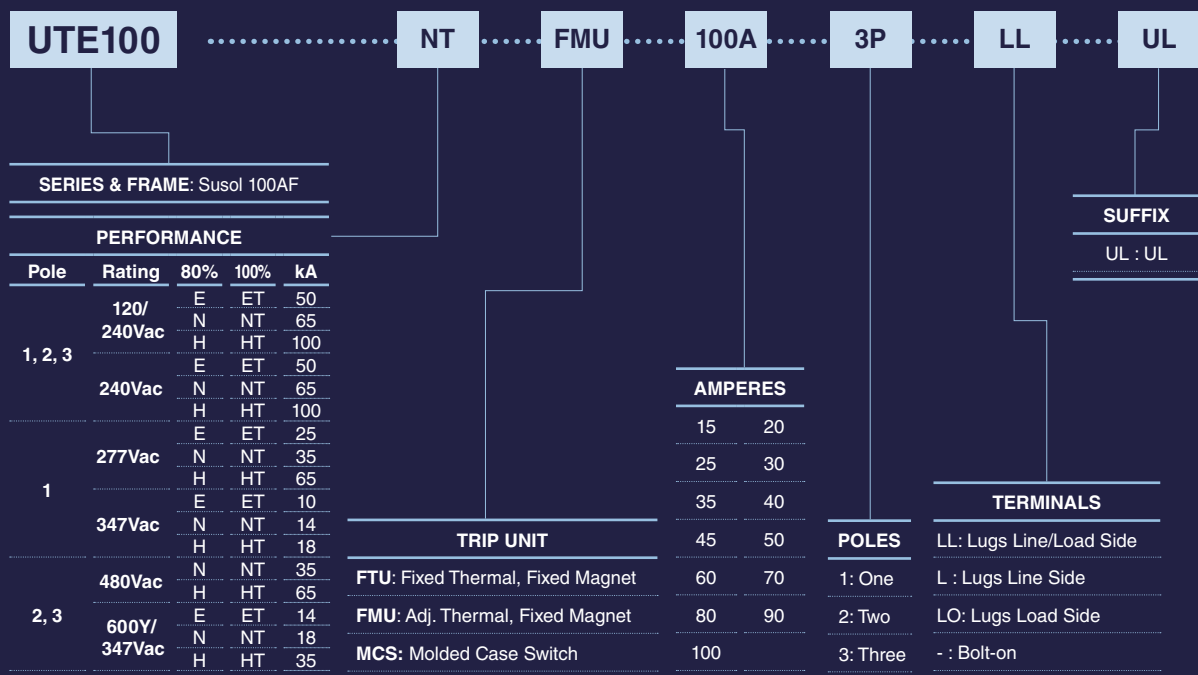 UTE100 NT FMU 100A 3P LL UL
SERIES & FRAME: Susol 100AF
PERFORMANCE
Pole Rating 80% 100% kA
1, 2, 3
120/
240Vac
E ET 50
N NT 65
H HT 100
240Vac
E ET 50
N NT 65
H HT 100
1
277Vac
E ET 25
N NT 35
H HT 65
347Vac
E ET 10
N NT 14
H HT 18
2, 3
480Vac
N NT 35
H HT 65
600Y/
347Vac
E ET 14
N NT 18
H HT 35
TRIP UNIT
FTU: Fixed Thermal, Fixed Magnet
FMU: Adj. Thermal, Fixed Magnet
MCS: Molded Case Switch
AMPERES
15 20
25 30
35 40
45 50
60 70
80 90
100
POLES
1: One
2: Two
3: Three
TERMINALS
LL: Lugs Line/Load Side
L : Lugs Line Side
LO: Lugs Load Side
- : Bolt-on
SUFFIX
UL : UL